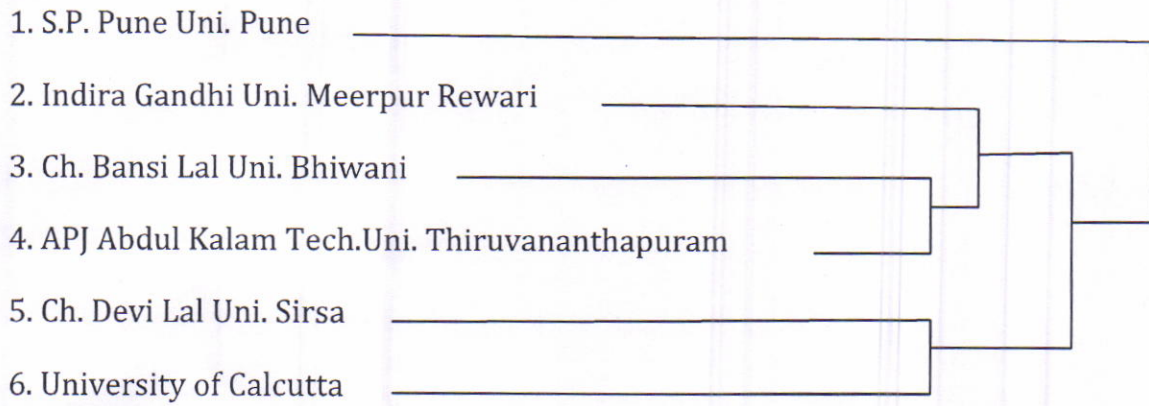 1. S.P. Pune Uni. Pune
2. Indira Gandhi Uni. Meerpur Rewari
3. Ch. Bansi Lal Uni. Bhiwani
4. APJ Abdul Kalam Tech.Uni. Thiruvananthapuram
5. Ch. Devi Lal Uni. Sirsa
6. University of Calcutta